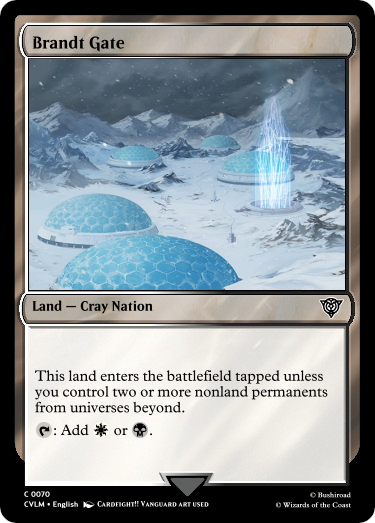 Brandt Gate
Land — Cray Nation
This land enters the battlefield tapped unless
you control two or more nonland permanents
from universes beyond.
: Add or .
C 0070
© Bushiroad
CVLM • English CARDFIGHT!! VANGUARD ART USED
© Wizards of the Coast